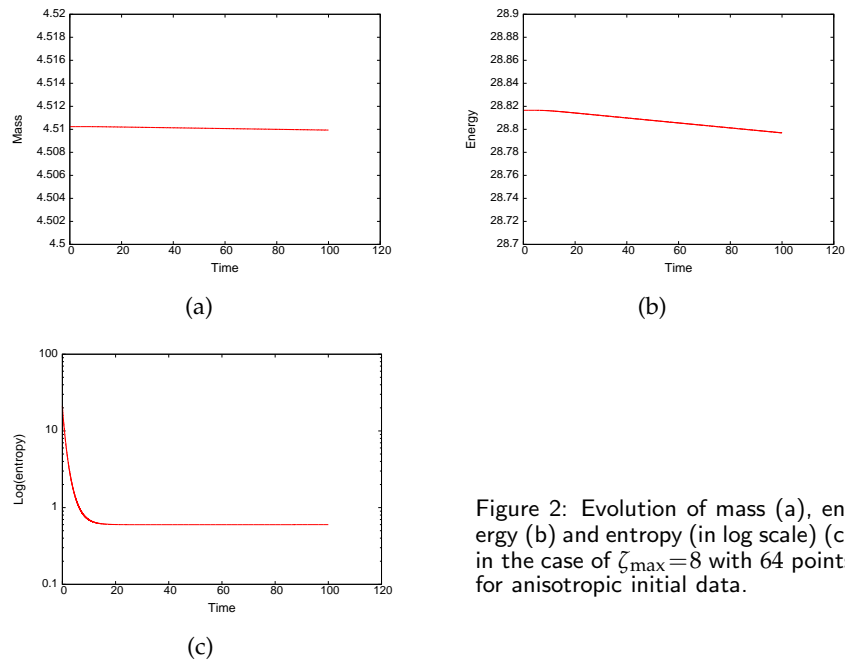 4.52
4.518
4.516
4.514
4.512
4.51
4.508
4.506
4.504
4.502
4.5
Mass
0 20 40 60 80 100 120
Time
(a)
28.9
28.88
28.86
28.84
28.82
28.8
28.78
28.76
28.74
28.72
28.7
Energy
0 20 40 60 80 100 120
Time
(b)
100
10
1
0.1
Log(entropy)
0 20 40 60 80 100 120
Time
(c)
Figure 2: Evolution of mass (a), en
ergy (b) and entropy (in log scale) (c
in the case of ζmax=8 with 64 points
for anisotropic initial data.